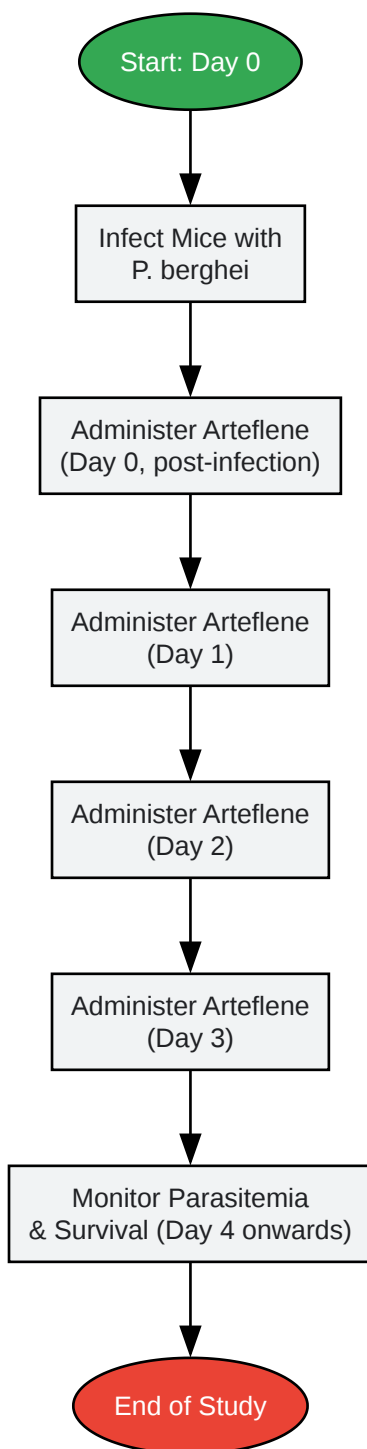 Start: Day 0
Infect Mice with
P. berghei
Administer Arteflene
(Day 0, post-infection)
Administer Arteflene
(Day 1)
Administer Arteflene
(Day 2)
Administer Arteflene
(Day 3)
Monitor Parasitemia
& Survival (Day 4 onwards)
End of Study